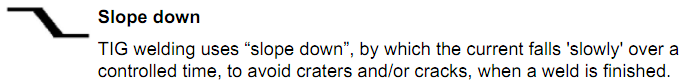 Slope down
TIG welding uses “slope down”, by which the current falls 'slowly' over a
controlled time, to avoid craters and/or cracks, when a weld is finished.